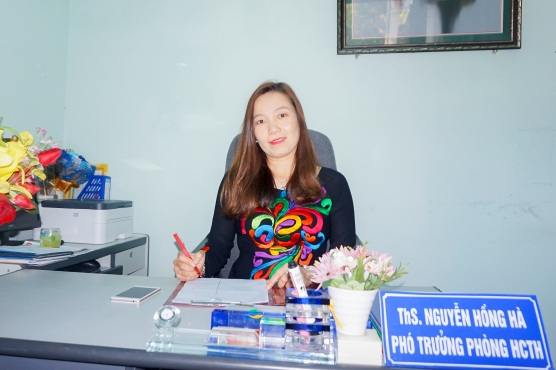 ThS. NGUYỄN HỒNG HÀ
PHÓ TRƯỞNG PHÒNG HCTH